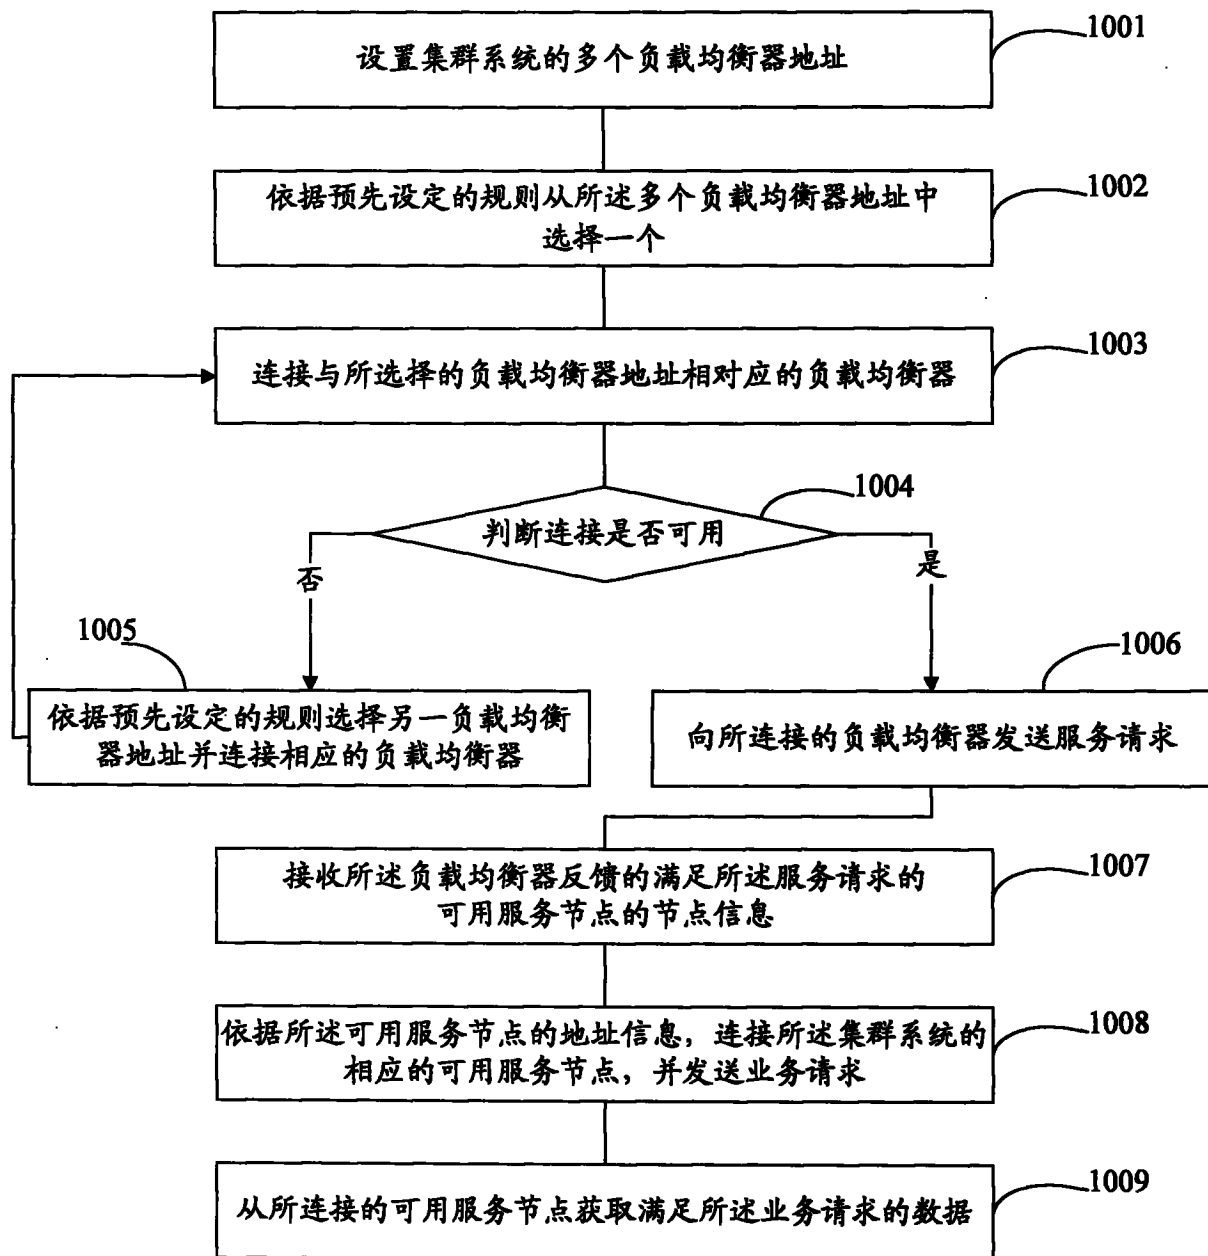 设置集群系统的多个负载均衡器地址
1001
依据预先设定的规则从所述多个负载均衡器地址中
选择一个
1002
连接与所选择的负载均衡器地址相对应的负载均衡器
1003
判断连接是否可用
1004
否
是
1005
依据预先设定的规则选择另一负载均衡
器地址并连接相应的负载均衡器
1006
向所连接的负载均衡器发送服务请求
接收所述负载均衡器反馈的满足所述服务请求的
可用服务节点的节点信息
1007
依据所述可用服务节点的地址信息，连接所述集群系统的
相应的可用服务节点，并发送业务请求
1008
从所连接的可用服务节点获取满足所述业务请求的数据
1009